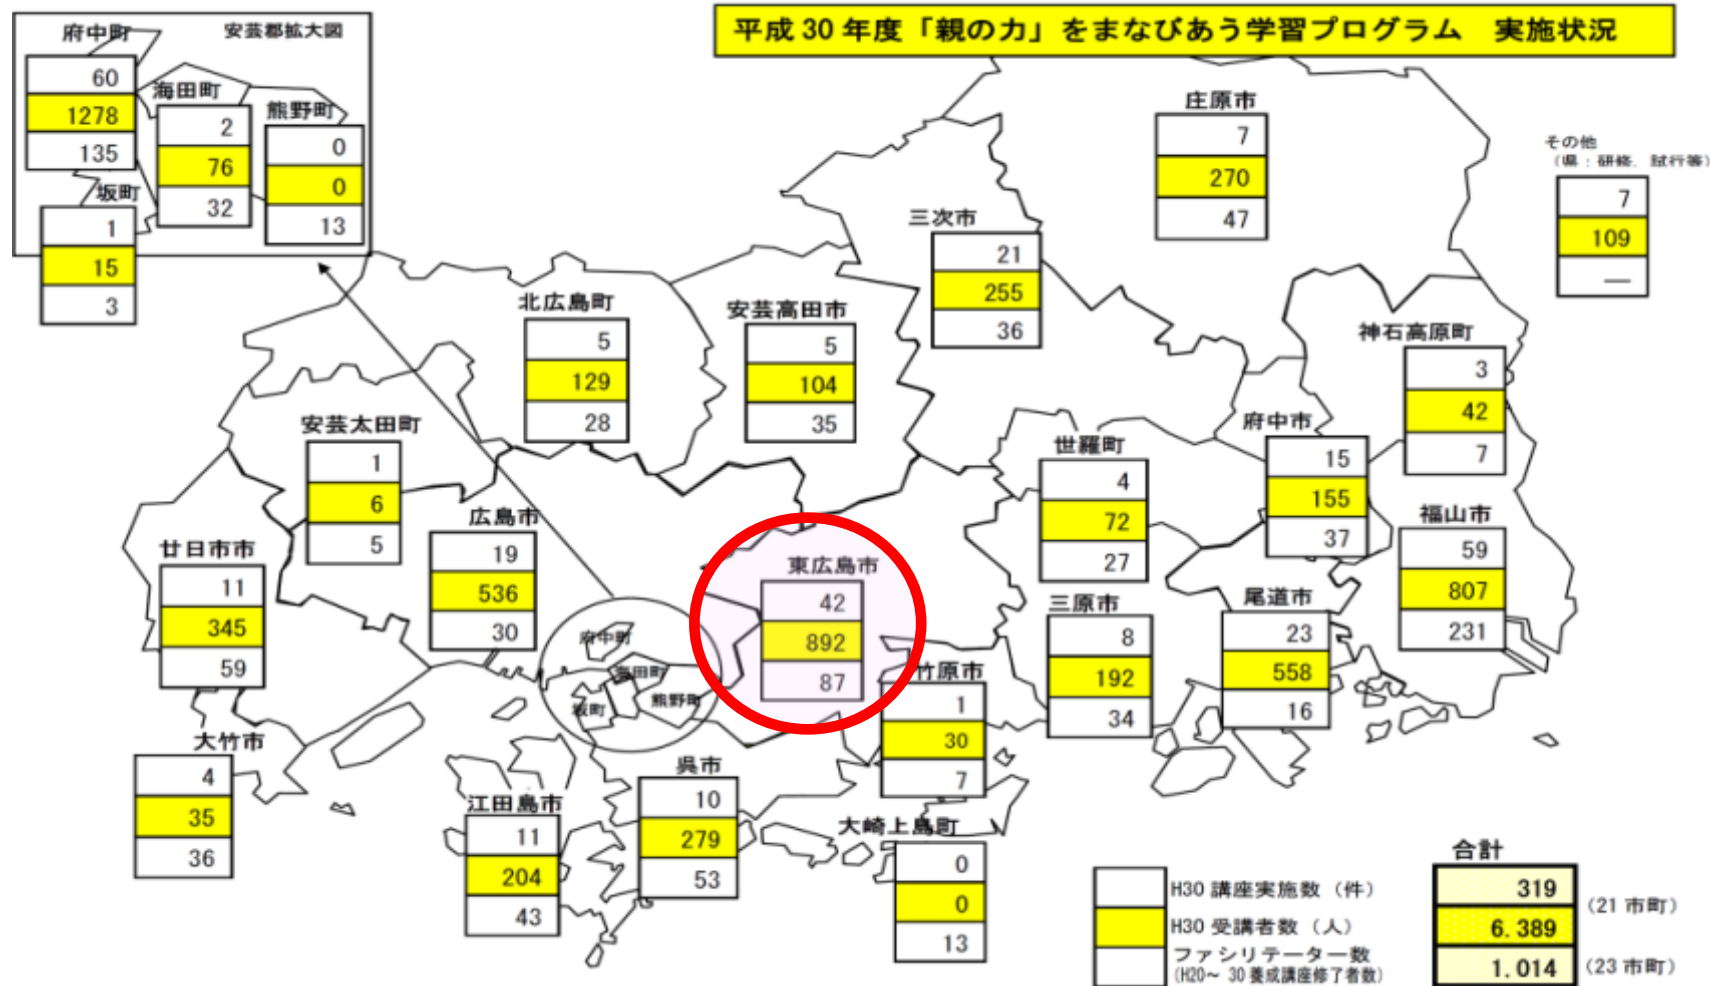 平成 30 年度「親の力」をまなびあう学習プログラム 実施状況
安芸郡拡大図
府中町
60
1278
135
海田町
2
76
32
熊野町
0
0
13
坂町
1
15
3
庄原市
7
270
47
その他
（県：研修、試行等）
7
109
―
三次市
21
255
36
北広島町
5
129
28
安芸高田市
5
104
35
神石高原町
3
42
7
安芸太田町
1
6
5
世羅町
4
72
27
府中市
15
155
37
福山市
59
807
231
廿日市市
11
345
59
広島市
19
536
30
東広島市
42
892
87
三原市
8
192
34
尾道市
23
558
16
府中町
海田町
坂町
熊野町
竹原市
1
30
7
大竹市
4
35
36
江田島市
11
204
43
呉市
10
279
53
大崎上島町
0
0
13
H30 講座実施数（件）
H30 受講者数（人）
ファシリテーター数
(H20～ 30 養成講座修了者数)
合計
319
（21 市町）
6.389
1.014
（23 市町）